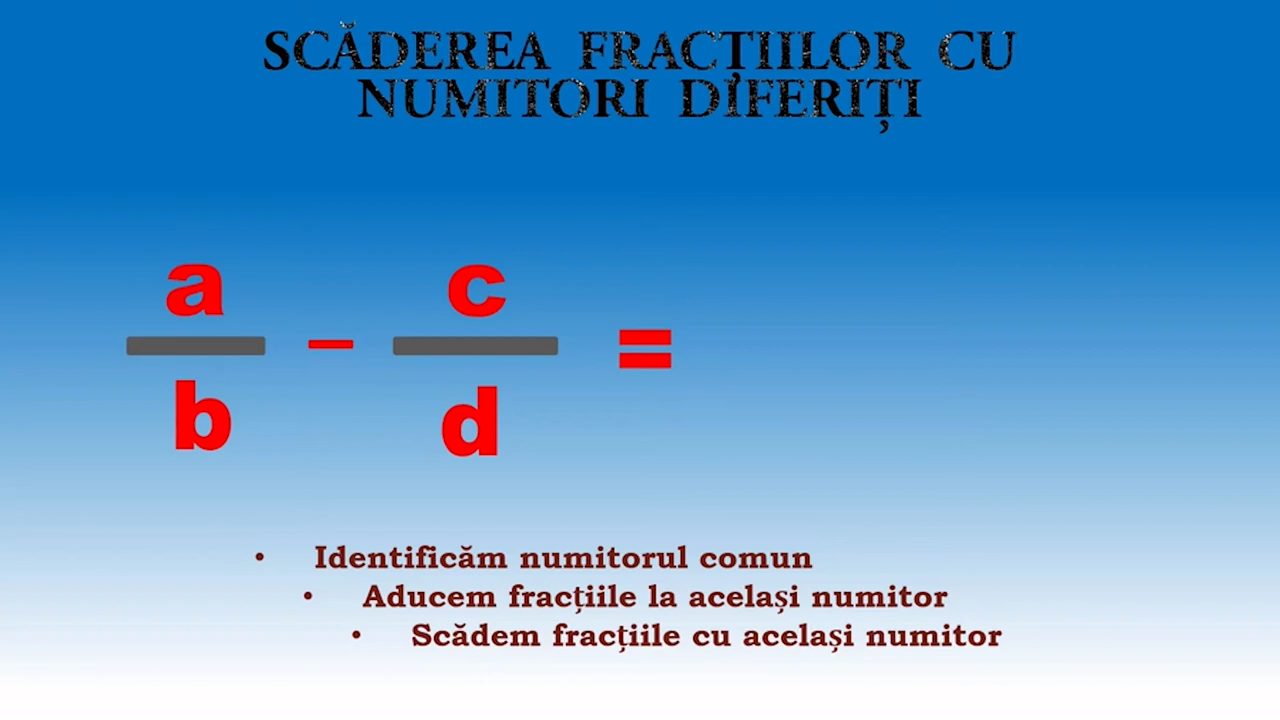 SCĂDEREA FRACȚIILOR CU
NUMITORI DIFERIȚI
a c
– =
b d
• Identificăm numitorul comun
• Aducem fracțiile la același numitor
• Scădem fracțiile cu același numitor